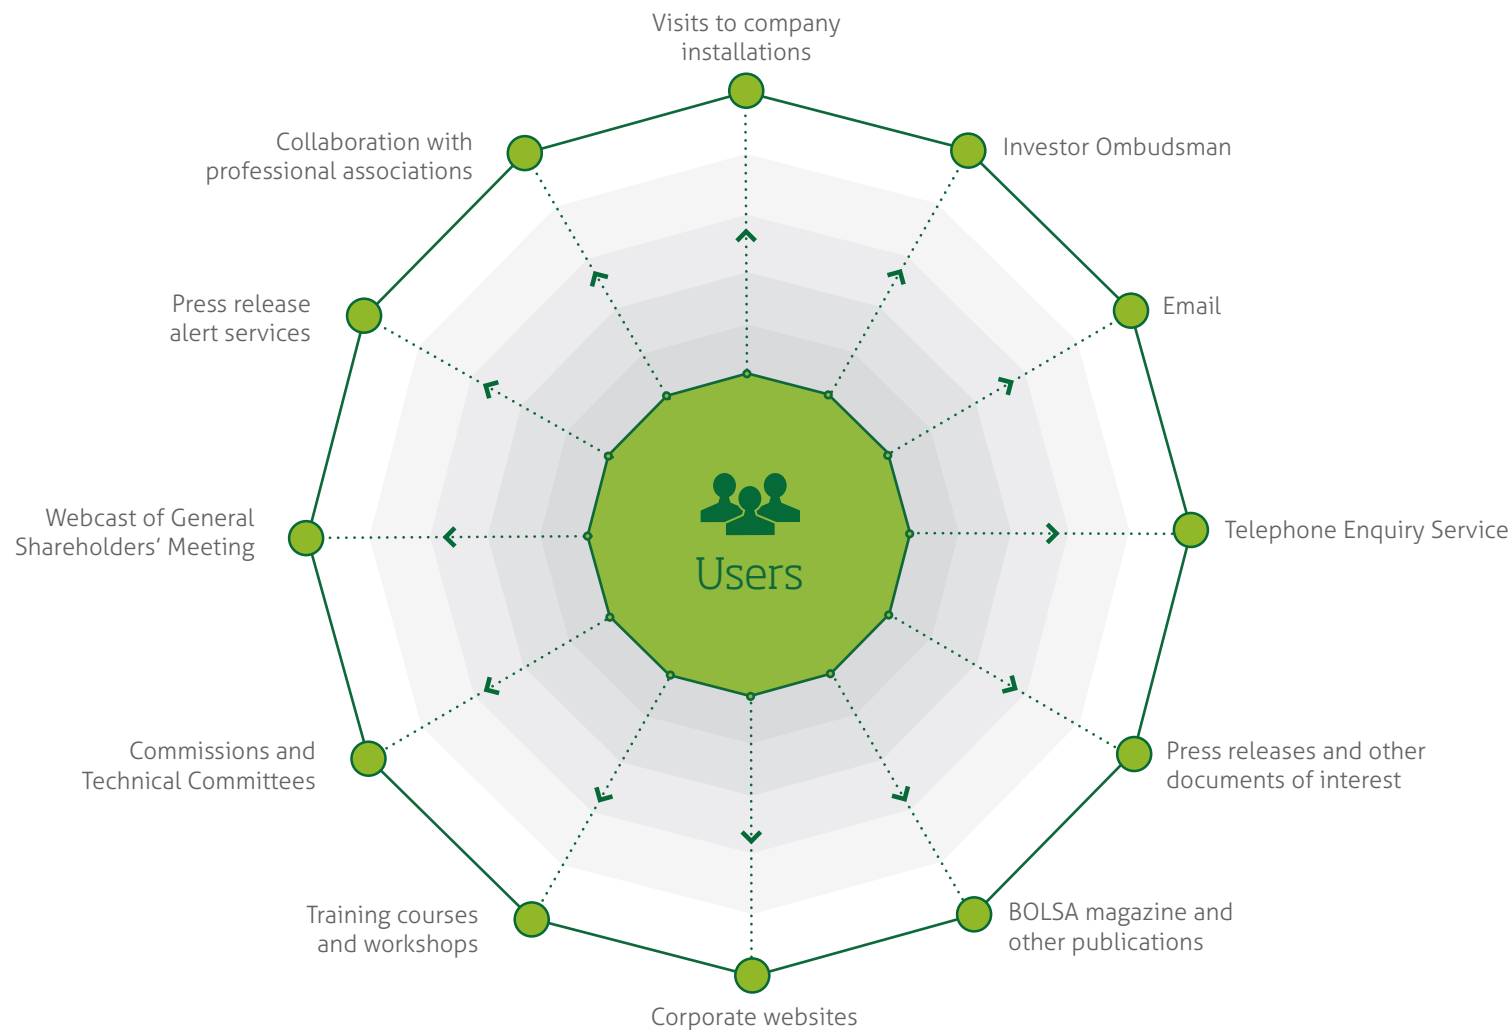 Visits to company
installations
Collaboration with
professional associations
Investor Ombudsman
Press release
alert services
Email
Webcast of General
Shareholders’ Meeting
Telephone Enquiry Service
Users
Commissions and
Technical Committees
Press releases and other
documents of interest
Training courses
and workshops
BOLSA magazine and
other publications
Corporate websites